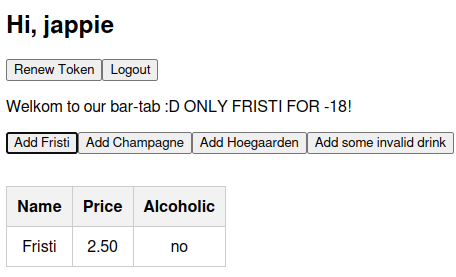 Hi, jappie
Renew Token Logout
Welkom to our bar-tab :D ONLY FRISTI FOR -18!
Add Fristi Add Champagne Add Hoegaarden Add some invalid drink
Name Price Alcoholic
Fristi 2.50 no